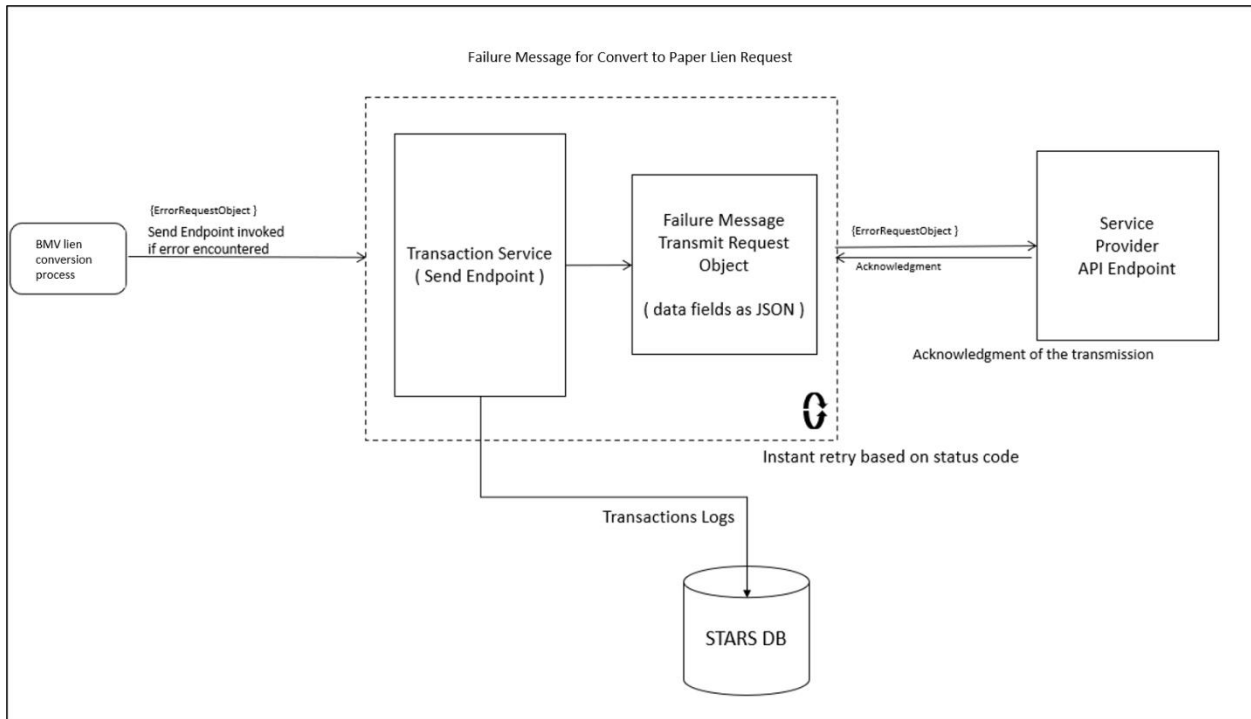 Failure Message for Convert to Paper Lien Request
{ErrorRequestObject }
Send Endpoint invoked
if error encountered
BMV lien
conversion
process
Transaction Service
( Send Endpoint )
Failure Message
Transmit Request
Object
( data fields as JSON )
{ErrorRequestObject }
Acknowledgment
Service
Provider
API Endpoint
Acknowledgment of the transmission
Instant retry based on status code
Transactions Logs
STARS DB